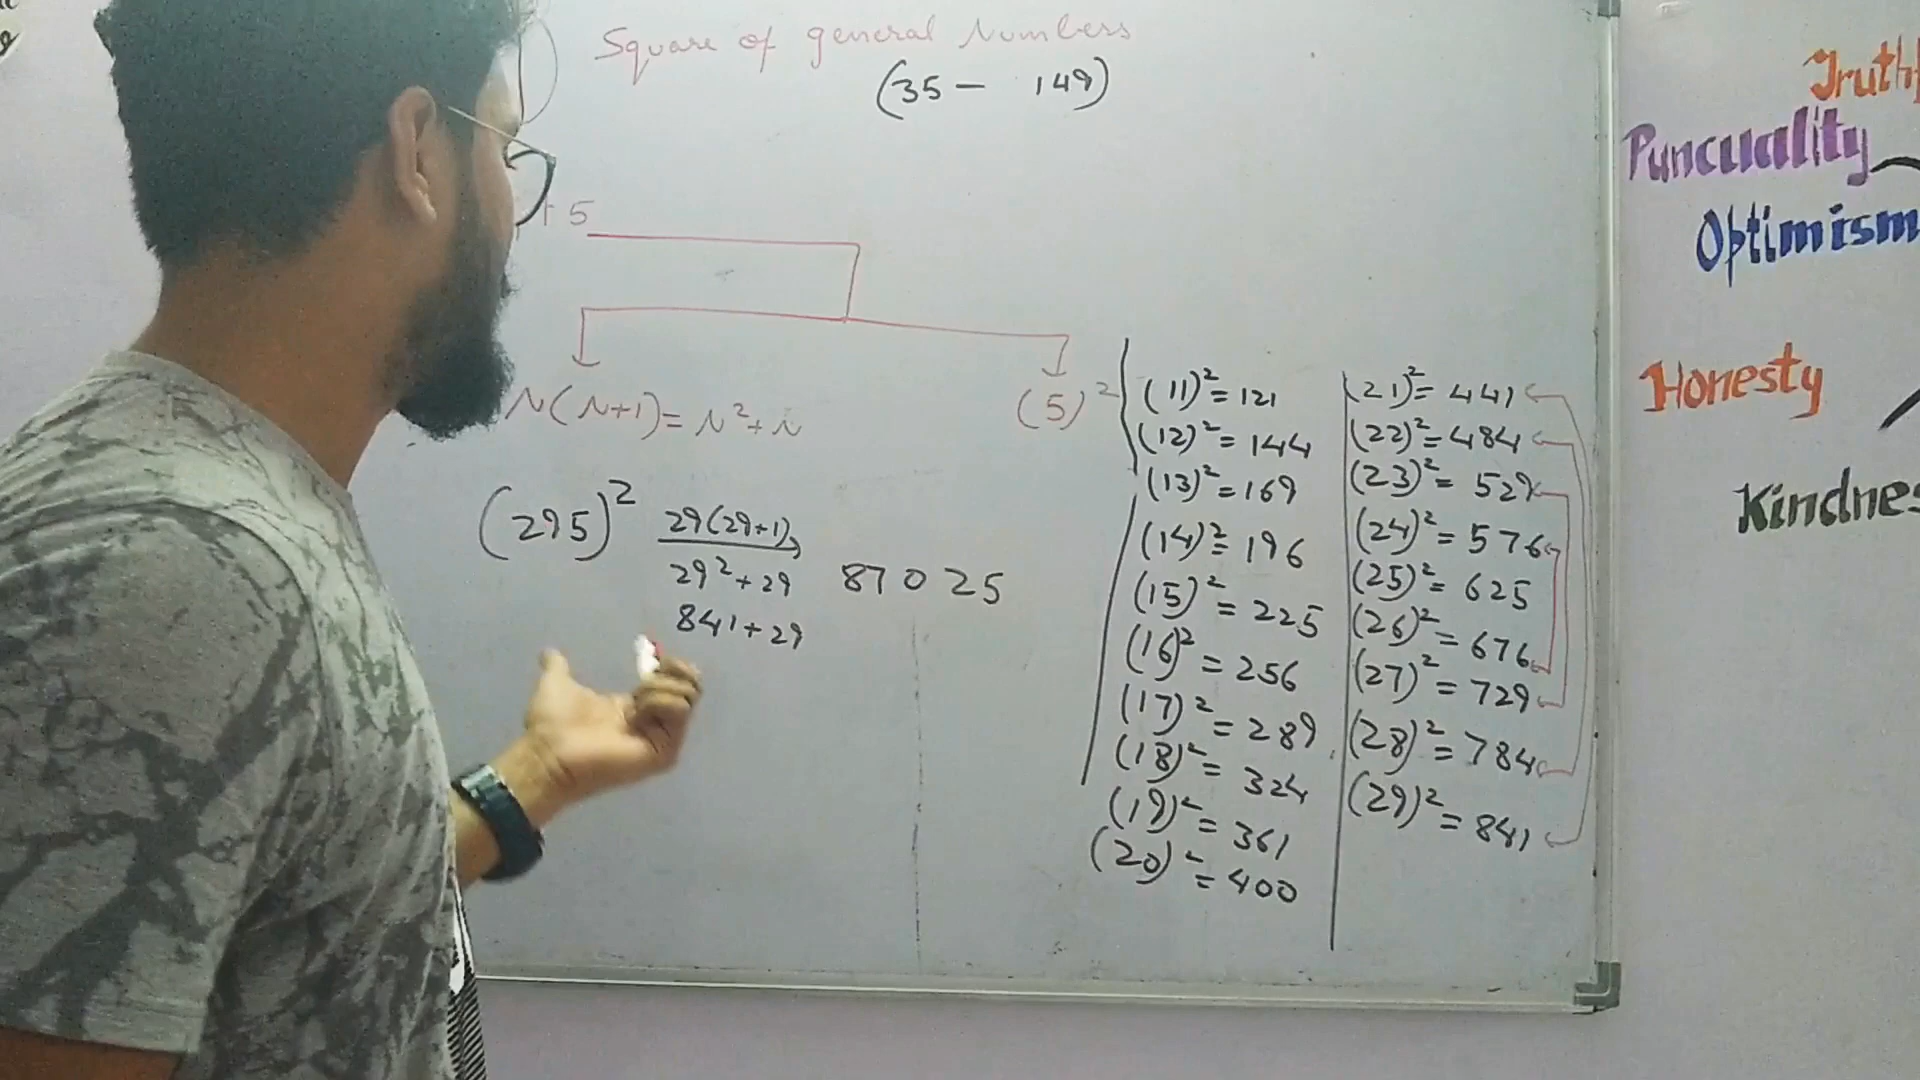 Square of general Numbers
(35 - 149)
+ 5
N(N+1) = N²+N
(5)²
(295)² 29(29+1)
29²+29 87025
841+29
(11)² = 121
(12)² = 144
(13)² = 169
(14)² = 196
(15)² = 225
(16)² = 256
(17)² = 289
(18)² = 324
(19)² = 361
(20)² = 400
(21)² = 441
(22)² = 484
(23)² = 529
(24)² = 576
(25)² = 625
(26)² = 676
(27)² = 729
(28)² = 784
(29)² = 841
Puncuality
Optimism
Honesty